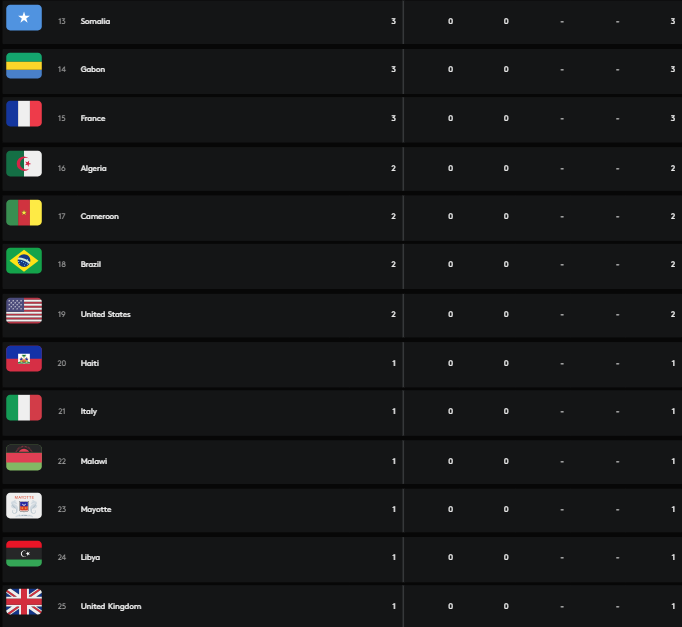 13 Somalia 3 0 0 - - 3
14 Gabon 3 0 0 - - 3
15 France 3 0 0 - - 3
16 Algeria 2 0 0 - - 2
17 Cameroon 2 0 0 - - 2
18 Brazil 2 0 0 - - 2
19 United States 2 0 0 - - 2
20 Haiti 1 0 0 - - 1
21 Italy 1 0 0 - - 1
22 Malawi 1 0 0 - - 1
MAYOTTE
23 Mayotte 1 0 0 - - 1
24 Libya 1 0 0 - - 1
25 United Kingdom 1 0 0 - - 1